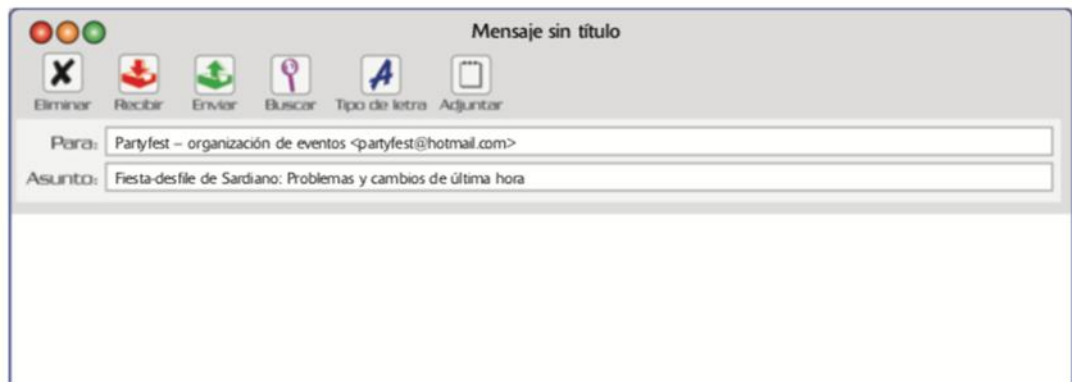 Mensaje sin título
Eliminar Recibir Enviar Buscar Tipo de letra Adjuntar
Para: Partyfest – organización de eventos <partyfest@hotmail.com>
Asunto: Fiesta-desfile de Sardiano: Problemas y cambios de última hora